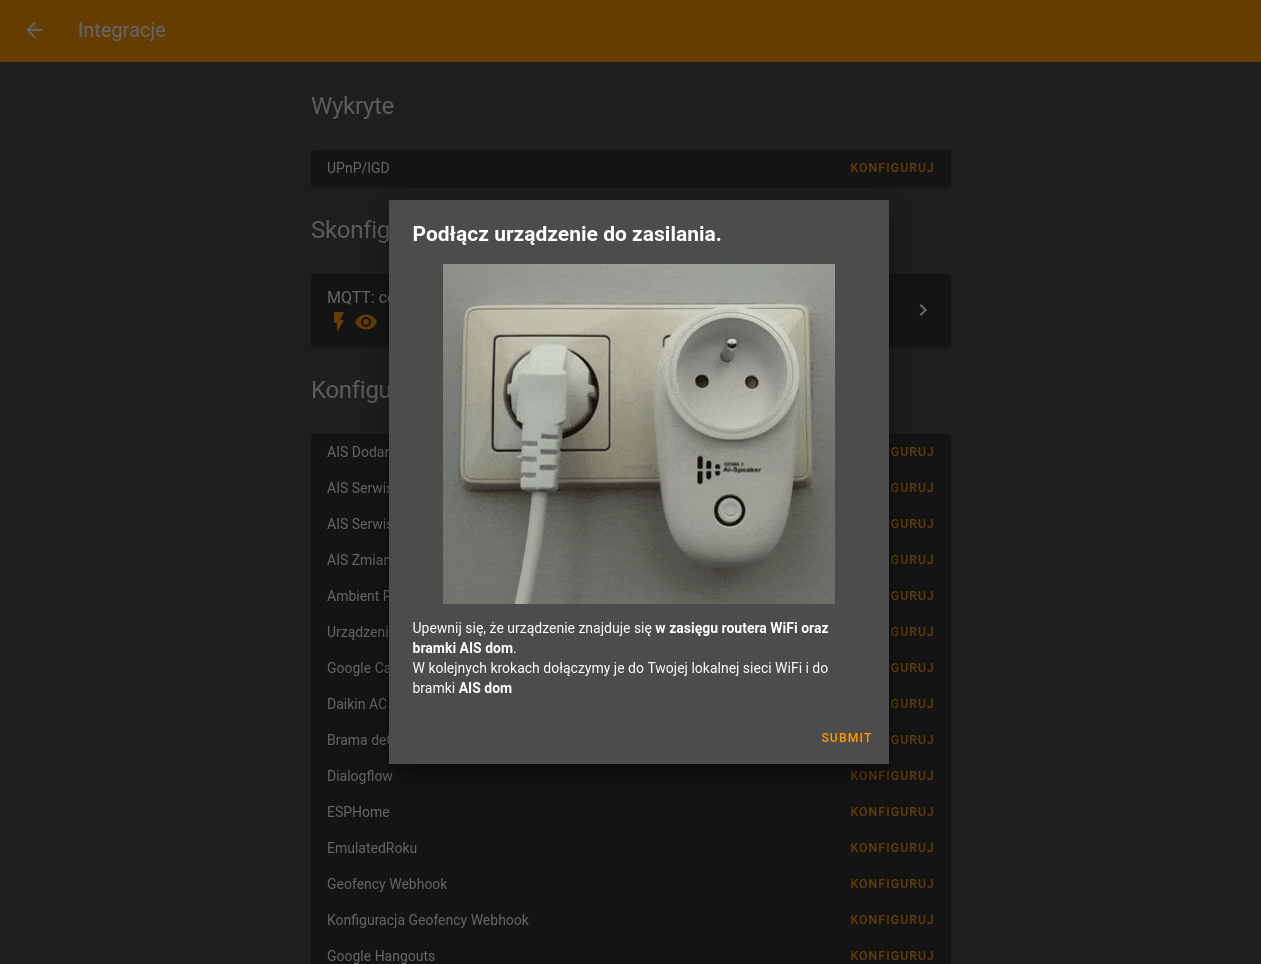 Integracje
Wykryte
UPnP/IGD
KONFIGURUJ
Skonfig
MQTT: c
Konfigu
AIS Dodar
GURUJ
AIS Serwis
GURUJ
AIS Serwis
GURUJ
AIS Zmian
GURUJ
Ambient P
GURUJ
Urządzeni
GURUJ
Google Ca
GURUJ
Daikin AC
GURUJ
Brama de
GURUJ
Dialogflow
KONFIGURUJ
ESPHome
KONFIGURUJ
EmulatedRoku
KONFIGURUJ
Geofency Webhook
KONFIGURUJ
Konfiguracja Geofency Webhook
KONFIGURUJ
Google Hangouts
KONFIGURUJ
Podłącz urządzenie do zasilania.
AI-Speaker
Upewnij się, że urządzenie znajduje się w zasięgu routera WiFi oraz
bramki AIS dom.
W kolejnych krokach dołączymy je do Twojej lokalnej sieci WiFi i do
bramki AIS dom
SUBMIT